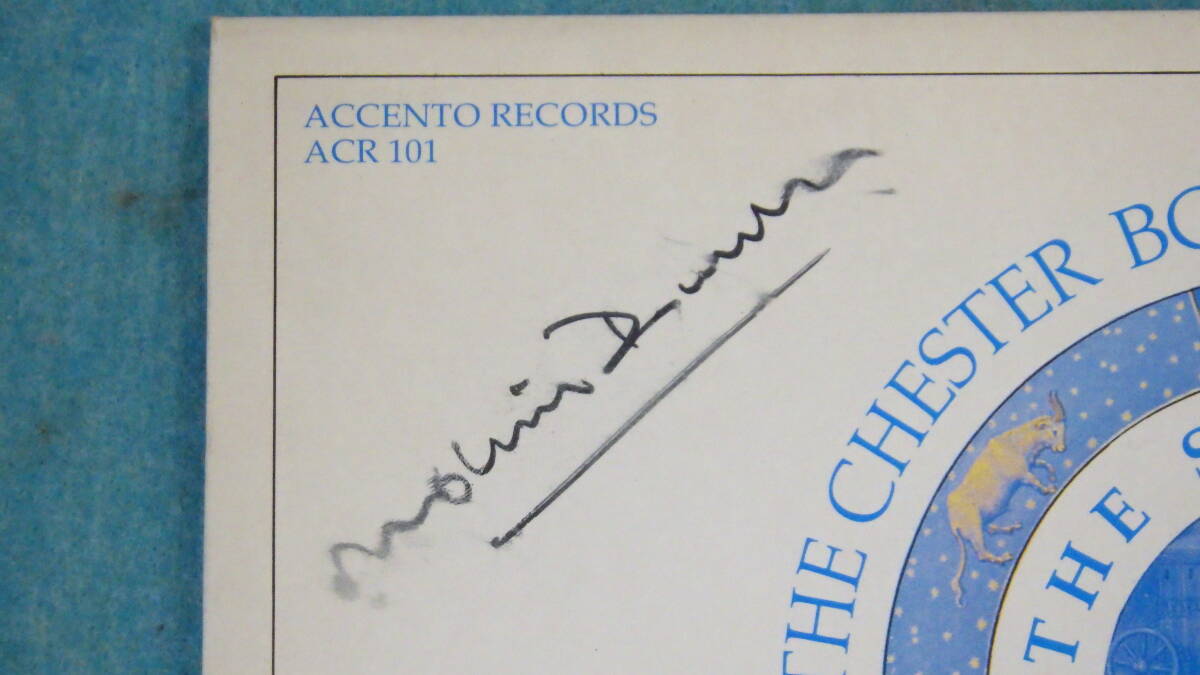 ACCENTO RECORDS
ACR 101
THE CHESTER BO
THE S